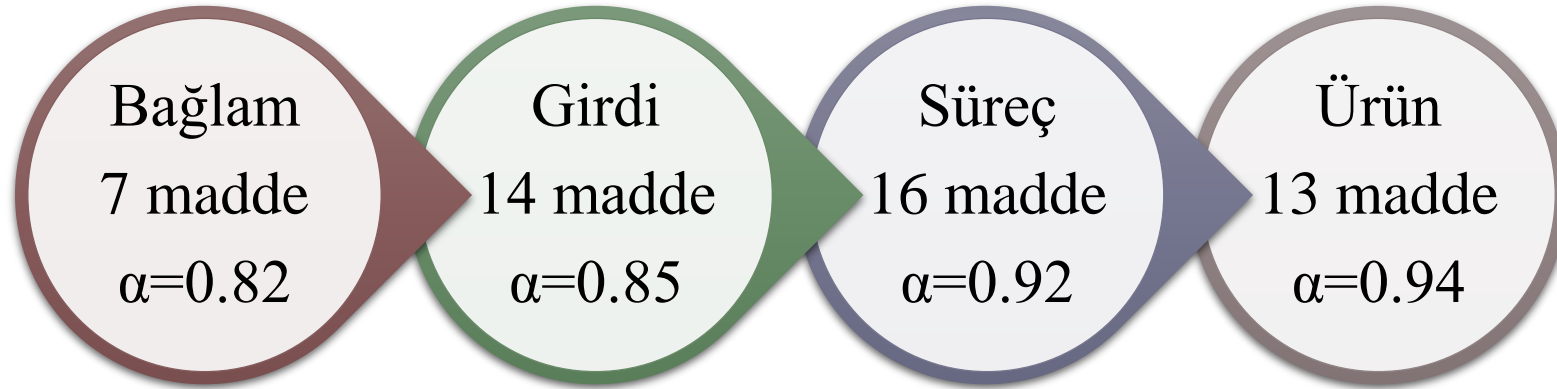 Bağlam
7 madde
α=0.82
Girdi
14 madde
α=0.85
Süreç
16 madde
α=0.92
Ürün
13 madde
α=0.94